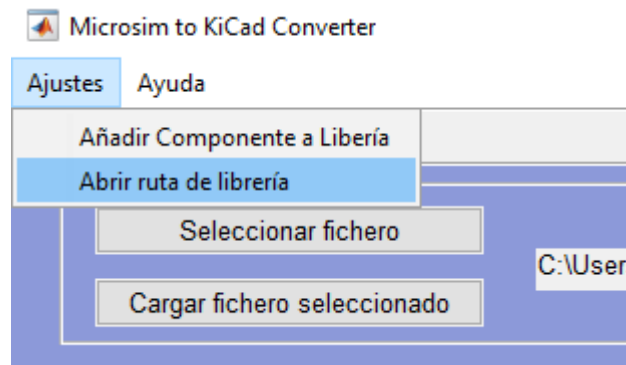 Microsim to KiCad Converter
Ajustes Ayuda
Añadir Componente a Libería
Abrir ruta de librería
Seleccionar fichero
C:\User
Cargar fichero seleccionado